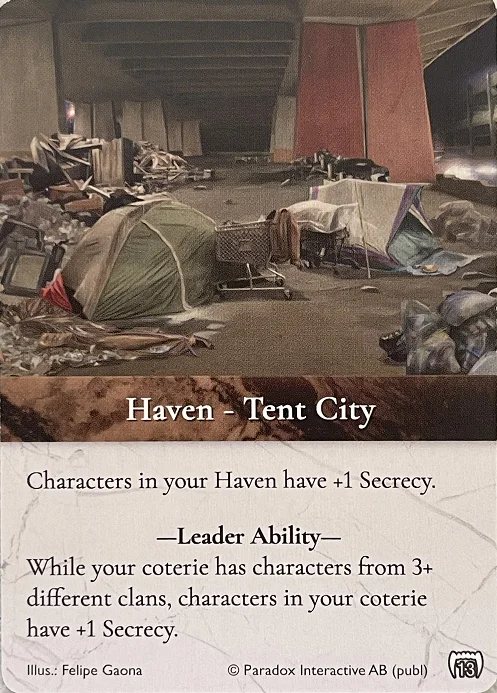 Haven - Tent City
Characters in your Haven have +1 Secrecy.
—Leader Ability—
While your coterie has characters from 3+
different clans, characters in your coterie
have +1 Secrecy.
Illus.: Felipe Gaona © Paradox Interactive AB (publ) 13